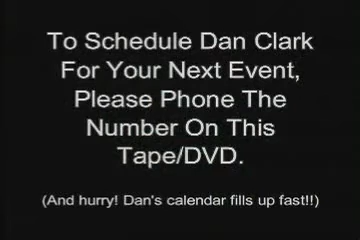 To Schedule Dan Clark
For Your Next Event,
Please Phone The
Number On This
Tape/DVD.
(And hurry! Dan's calendar fills up fast!!)